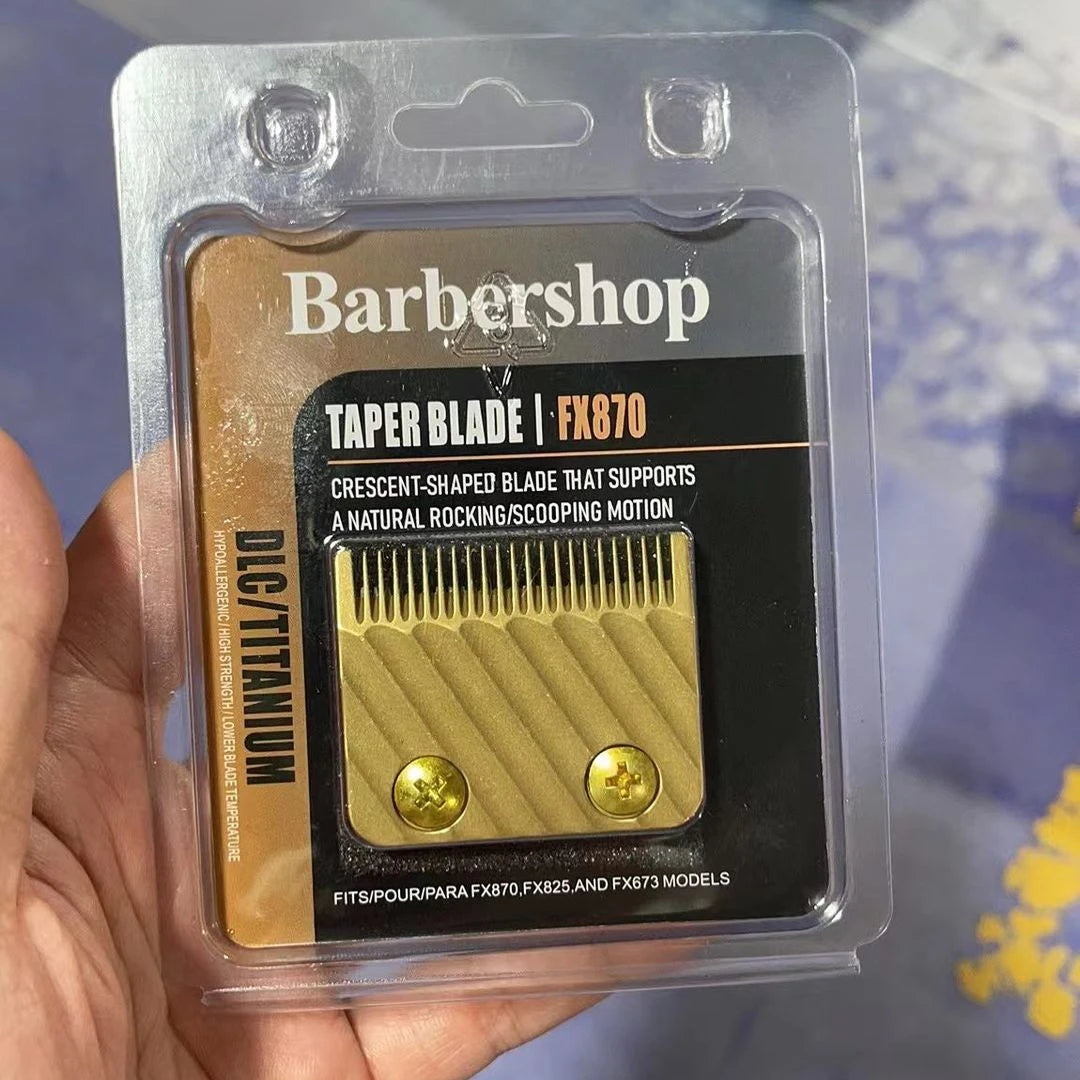 Barbershop
TAPER BLADE | FX870
CRESCENT-SHAPED BLADE THAT SUPPORTS
A NATURAL ROCKING/SCOOPING MOTION
DLC/TITANIUM
HYPOALLERGENIC / HIGH STRENGTH / LOWER BLADE TEMPERATURE
FITS/POUR/PARA FX870,FX825,AND FX673 MODELS